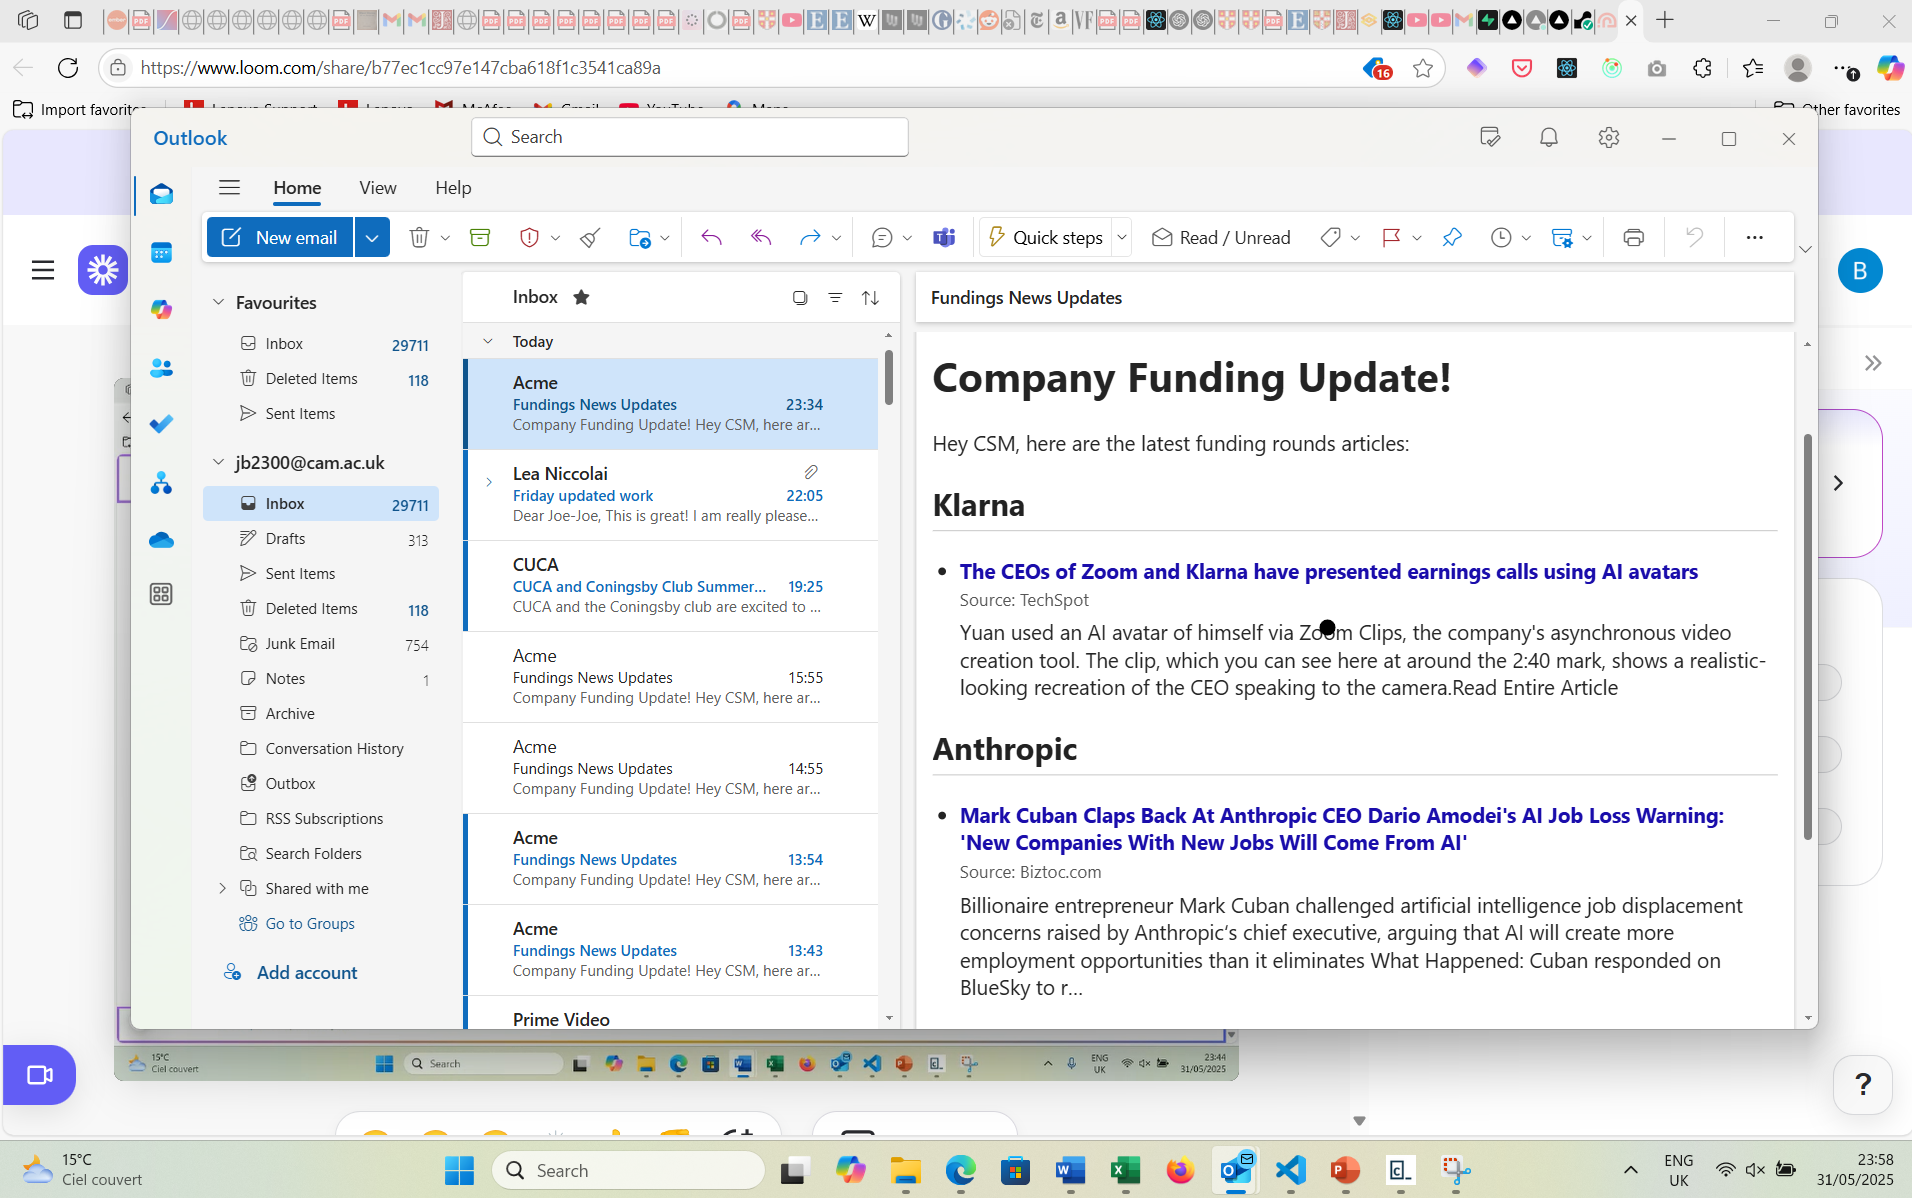 https://www.loom.com/share/b77ec1cc97e147cba618f1c3541ca89a
16
Import favorites
Other favorites
Outlook
Search
Home
View
Help
New email
Quick steps
Read / Unread
B
Favourites
Inbox 29711
Deleted Items 118
Sent Items
jb2300@cam.ac.uk
Inbox 29711
Drafts 313
Sent Items
Deleted Items 118
Junk Email 754
Notes 1
Archive
Conversation History
Outbox
RSS Subscriptions
Search Folders
Shared with me
Go to Groups
Add account
Inbox
Today
Acme
Fundings News Updates 23:34
Company Funding Update! Hey CSM, here ar...
Lea Niccolai
Friday updated work 22:05
Dear Joe-Joe, This is great! I am really please...
CUCA
CUCA and Coningsby Club Summer... 19:25
CUCA and the Coningsby club are excited to ...
Acme
Fundings News Updates 15:55
Company Funding Update! Hey CSM, here ar...
Acme
Fundings News Updates 14:55
Company Funding Update! Hey CSM, here ar...
Acme
Fundings News Updates 13:54
Company Funding Update! Hey CSM, here ar...
Acme
Fundings News Updates 13:43
Company Funding Update! Hey CSM, here ar...
Prime Video
Fundings News Updates
Company Funding Update!
Hey CSM, here are the latest funding rounds articles:
Klarna
The CEOs of Zoom and Klarna have presented earnings calls using AI avatars
Source: TechSpot
Yuan used an AI avatar of himself via Zoom Clips, the company's asynchronous video
creation tool. The clip, which you can see here at around the 2:40 mark, shows a realistic-
looking recreation of the CEO speaking to the camera.Read Entire Article
Anthropic
Mark Cuban Claps Back At Anthropic CEO Dario Amodei's AI Job Loss Warning:
'New Companies With New Jobs Will Come From AI'
Source: Biztoc.com
Billionaire entrepreneur Mark Cuban challenged artificial intelligence job displacement
concerns raised by Anthropic‘s chief executive, arguing that AI will create more
employment opportunities than it eliminates What Happened: Cuban responded on
BlueSky to r...
15°C
Ciel couvert
Search
ENG
UK
23:44
31/05/2025
?
15°C
Ciel couvert
Search
ENG
UK
23:58
31/05/2025